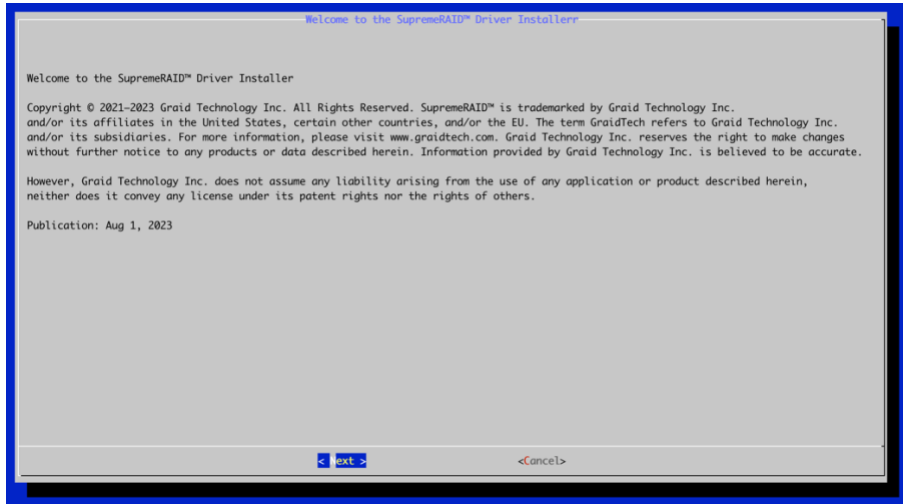 Welcome to the SupremeRAID™ Driver Installerr
Welcome to the SupremeRAID™ Driver Installer
Copyright © 2021–2023 Graid Technology Inc. All Rights Reserved. SupremeRAID™ is trademarked by Graid Technology Inc.
and/or its affiliates in the United States, certain other countries, and/or the EU. The term GraidTech refers to Graid Technology Inc.
and/or its subsidiaries. For more information, please visit www.graidtech.com. Graid Technology Inc. reserves the right to make changes
without further notice to any products or data described herein. Information provided by Graid Technology Inc. is believed to be accurate.
However, Graid Technology Inc. does not assume any liability arising from the use of any application or product described herein,
neither does it convey any license under its patent rights nor the rights of others.
Publication: Aug 1, 2023
< Next > <Cancel>